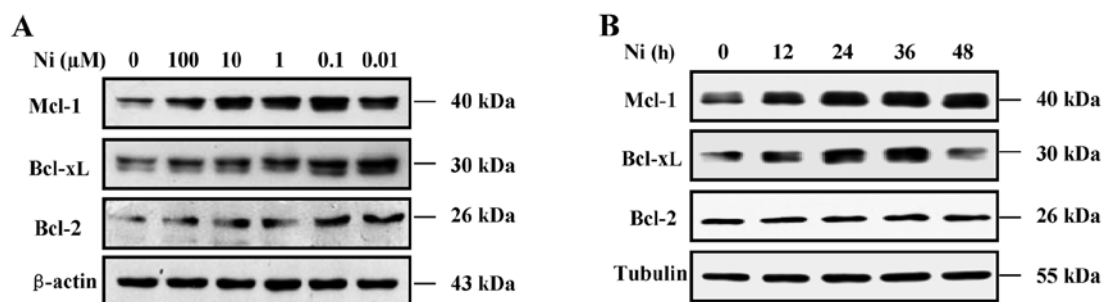 A
Ni (μM) 0 100 10 1 0.1 0.01
Mcl-1 40 kDa
Bcl-xL 30 kDa
Bcl-2 26 kDa
β-actin 43 kDa
B
Ni (h) 0 12 24 36 48
Mcl-1 40 kDa
Bcl-xL 30 kDa
Bcl-2 26 kDa
Tubulin 55 kDa